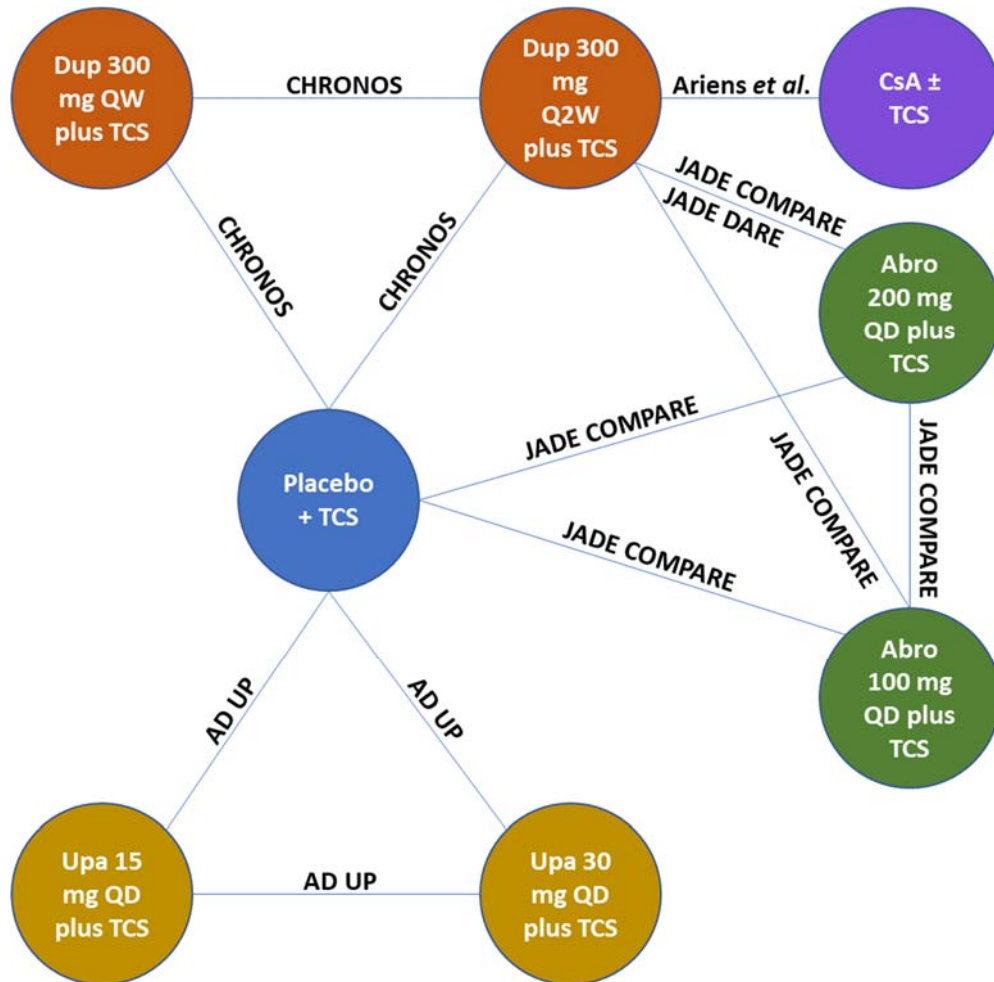 Dup 300
mg QW
plus TCS
CHRONOS
Dup 300
mg
Q2W
plus TCS
Ariens et al.
CsA ±
TCS
JADE COMPARE
JADE DARE
CHRONOS
CHRONOS
Abro
200 mg
QD plus
TCS
JADE COMPARE
Placebo
+ TCS
JADE COMPARE
JADE COMPARE
JADE COMPARE
Abro
100 mg
QD plus
TCS
AD UP
AD UP
Upa 15
mg QD
plus TCS
AD UP
Upa 30
mg QD
plus TCS